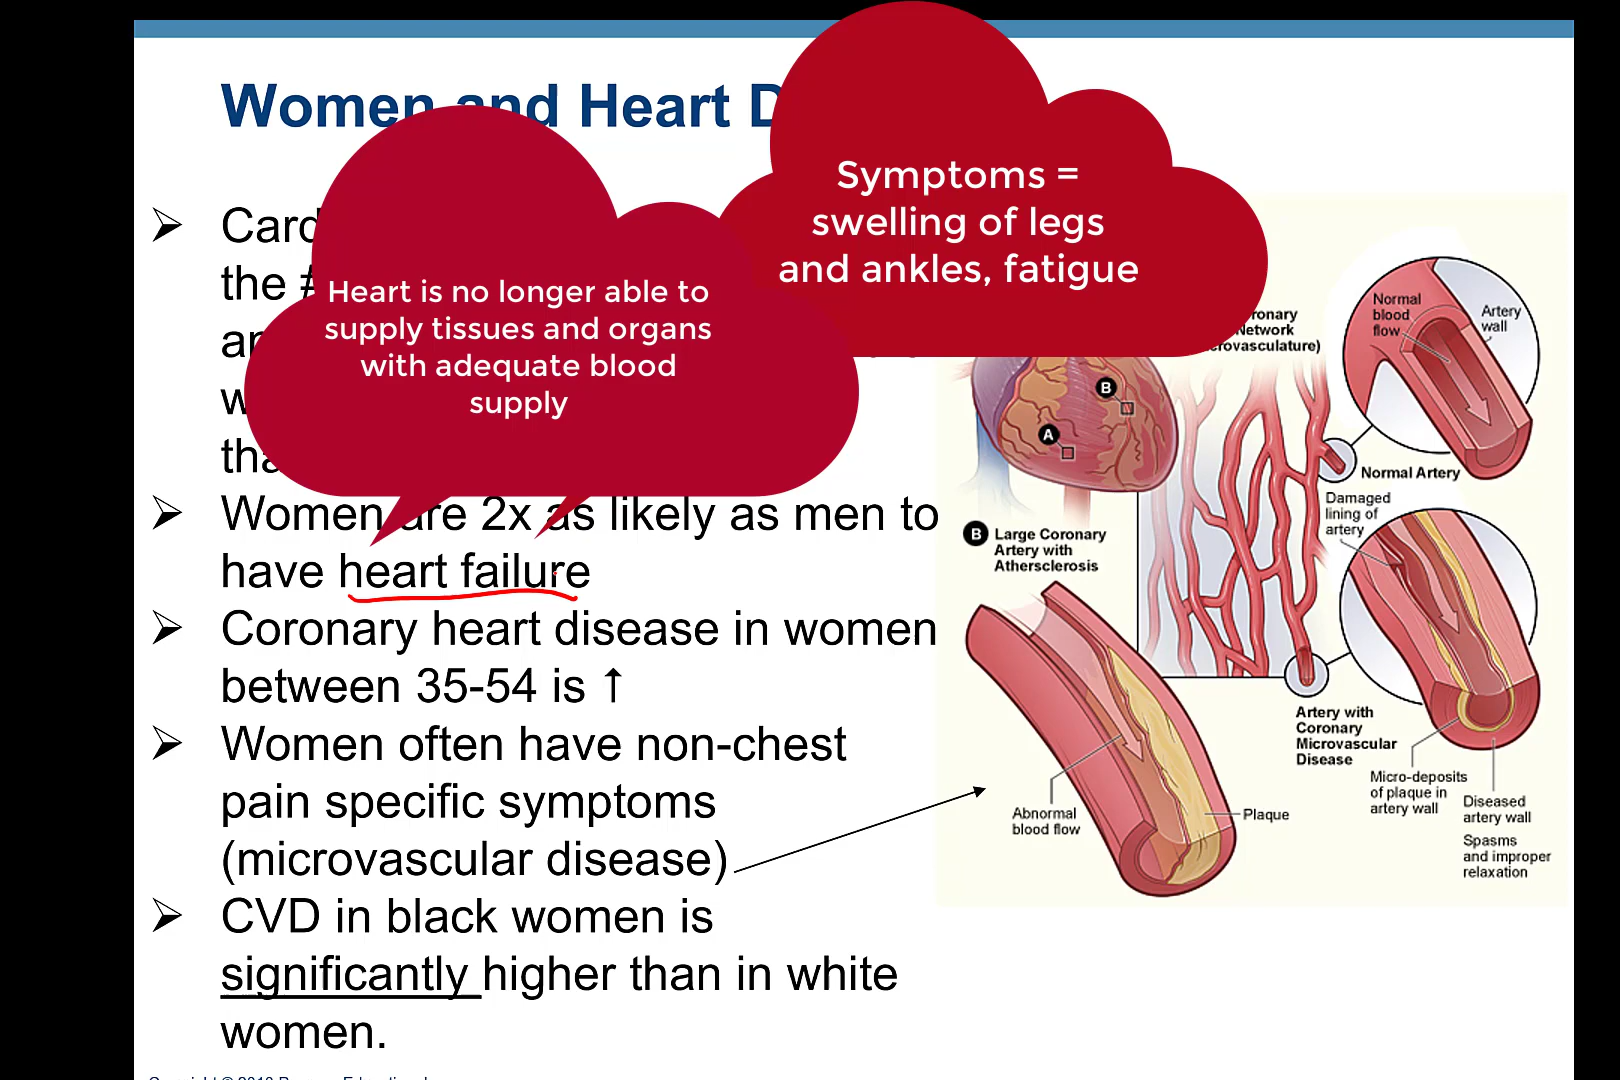 Women and Heart D
Symptoms =
swelling of legs
and ankles, fatigue
Heart is no longer able to
supply tissues and organs
with adequate blood
supply
Card
the #
w
tha
Women are 2x as likely as men to
have heart failure
Coronary heart disease in women
between 35-54 is ↑
Women often have non-chest
pain specific symptoms
(microvascular disease)
CVD in black women is
significantly higher than in white
women.
Network
A
B
Normal
blood
flow
Artery
wall
Normal Artery
Damaged
lining of
artery
B Large Coronary
Artery with
Athersclerosis
Abnormal
blood flow
Plaque
Artery with
Coronary
Microvascular
Disease
Micro-deposits
of plaque in
artery wall
Diseased
artery wall
Spasms
and improper
relaxation